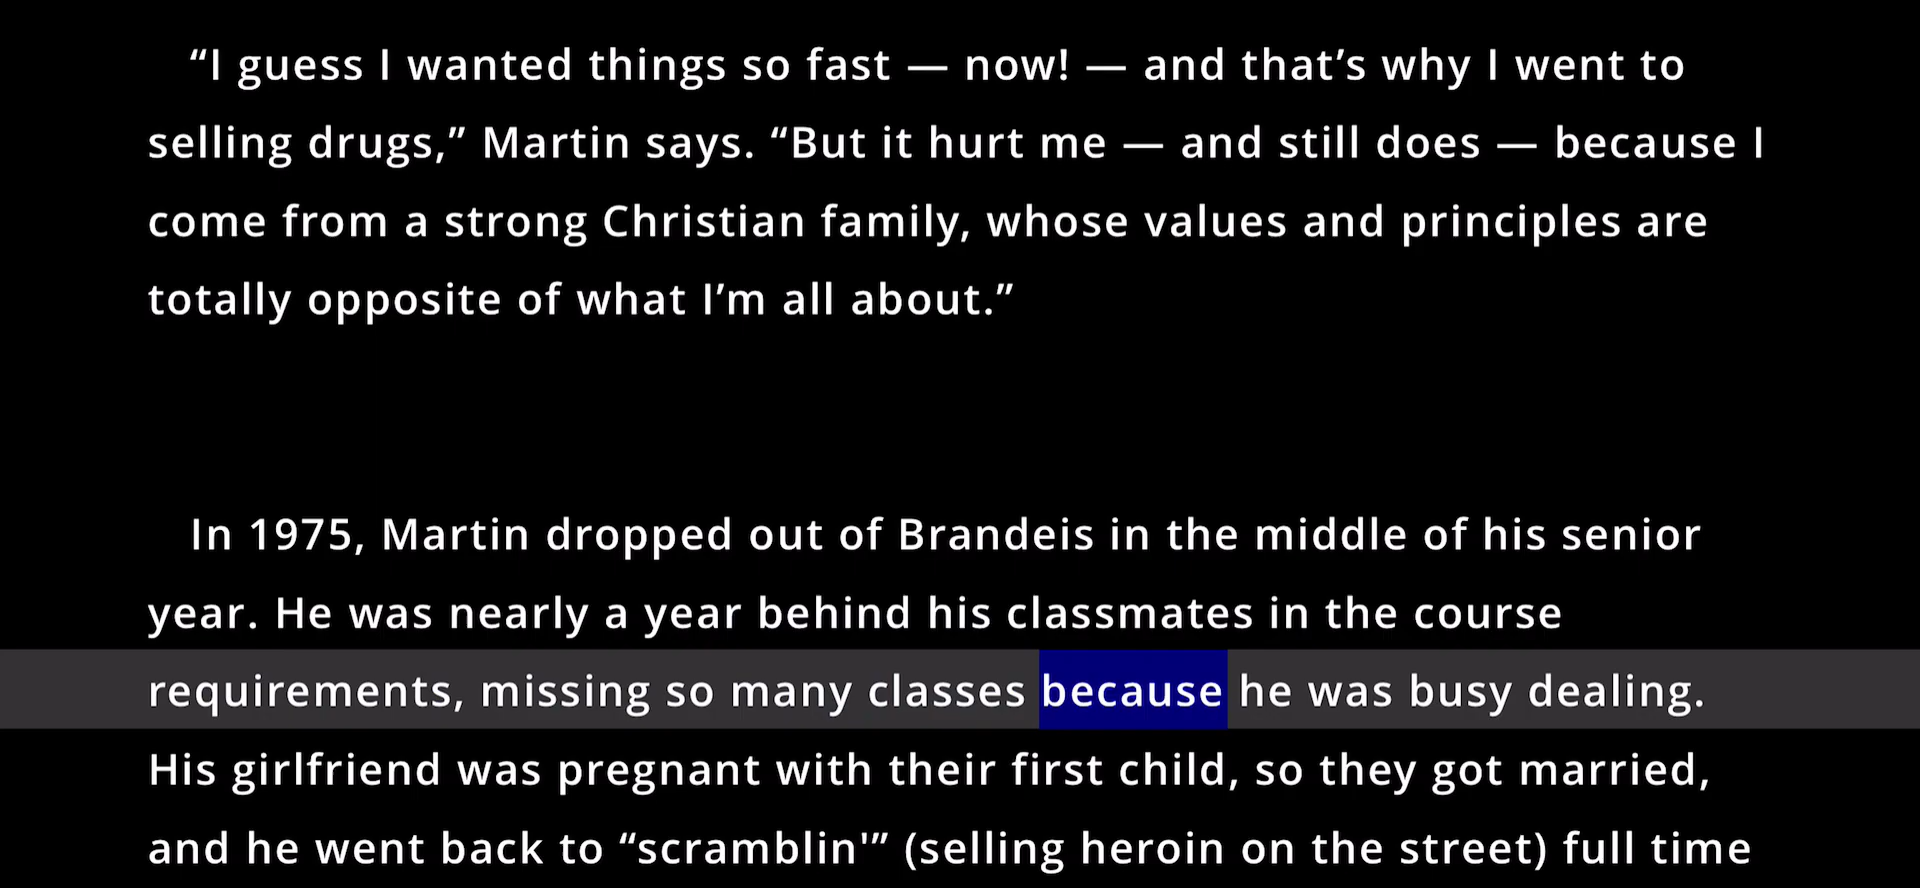 “I guess I wanted things so fast — now! — and that’s why I went to
selling drugs,” Martin says. “But it hurt me — and still does — because I
come from a strong Christian family, whose values and principles are
totally opposite of what I’m all about.”
In 1975, Martin dropped out of Brandeis in the middle of his senior
year. He was nearly a year behind his classmates in the course
requirements, missing so many classes because he was busy dealing.
His girlfriend was pregnant with their first child, so they got married,
and he went back to “scramblin'” (selling heroin on the street) full time